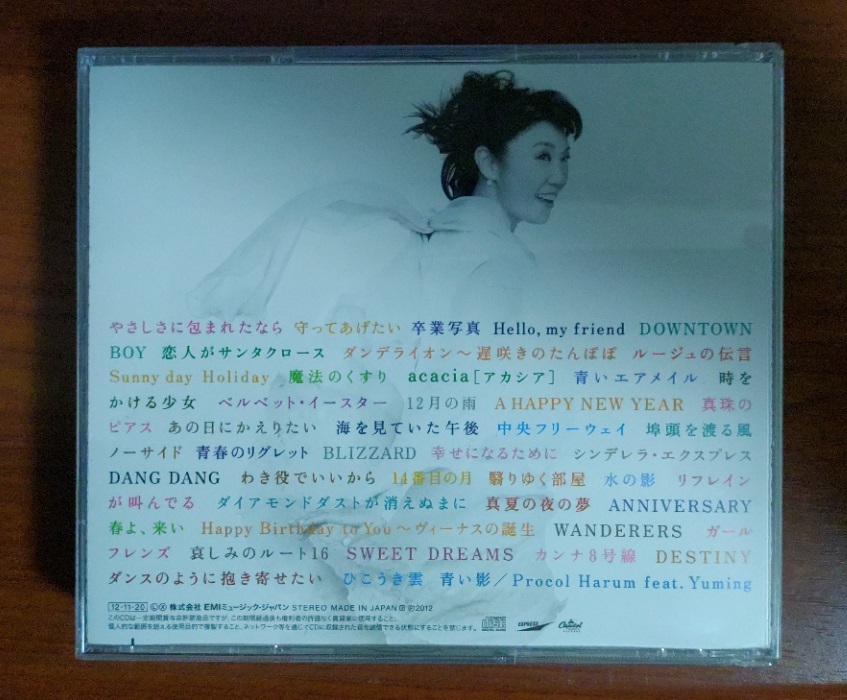 やさしさに包まれたなら 守ってあげたい 卒業写真 Hello, my friend DOWNTOWN
BOY 恋人がサンタクロース ダンデライオン〜遅咲きのたんぽぽ ルージュの伝言
Sunny day Holiday 魔法のくすり acacia[アカシア] 青いエアメイル 時を
かける少女 ベルベット・イースター 12月の雨 A HAPPY NEW YEAR 真珠の
ピアス あの日にかえりたい 海を見ていた午後 中央フリーウェイ 埠頭を渡る風
ノーサイド 青春のリグレット BLIZZARD 幸せになるために シンデレラ・エクスプレス
DANG DANG わき役でいいから 14番目の月 翳りゆく部屋 水の影 リフレイン
が叫んでる ダイアモンドダストが消えぬまに 真夏の夜の夢 ANNIVERSARY
春よ、来い Happy Birthday to You〜ヴィーナスの誕生 WANDERERS ガール
フレンズ 哀しみのルート16 SWEET DREAMS カンナ8号線 DESTINY
ダンスのように抱き寄せたい ひこうき雲 青い影／Procol Harum feat. Yuming
12・11・20 株式会社 EMIミュージック・ジャパン STEREO MADE IN JAPAN ℗2012
EXPRESS Capitol